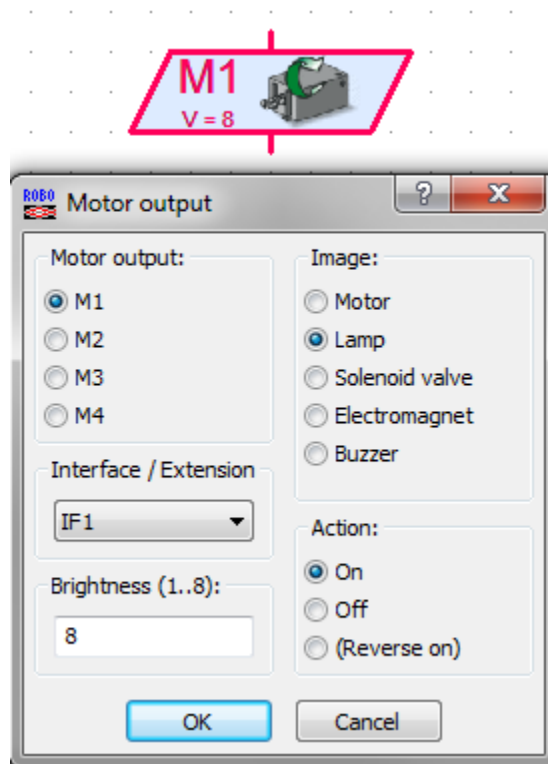 M1
V = 8
ROBO
Motor output
?
X
Motor output:
M1
M2
M3
M4
Interface / Extension
IF1
Brightness (1..8):
8
Image:
Motor
Lamp
Solenoid valve
Electromagnet
Buzzer
Action:
On
Off
(Reverse on)
OK
Cancel